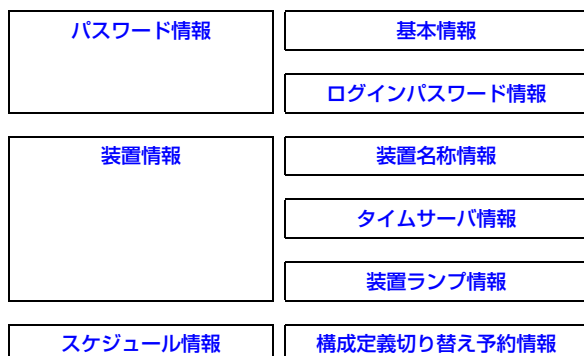 パスワード情報
基本情報
ログインパスワード情報
装置情報
装置名称情報
タイムサーバ情報
装置ランプ情報
スケジュール情報
構成定義切り替え予約情報